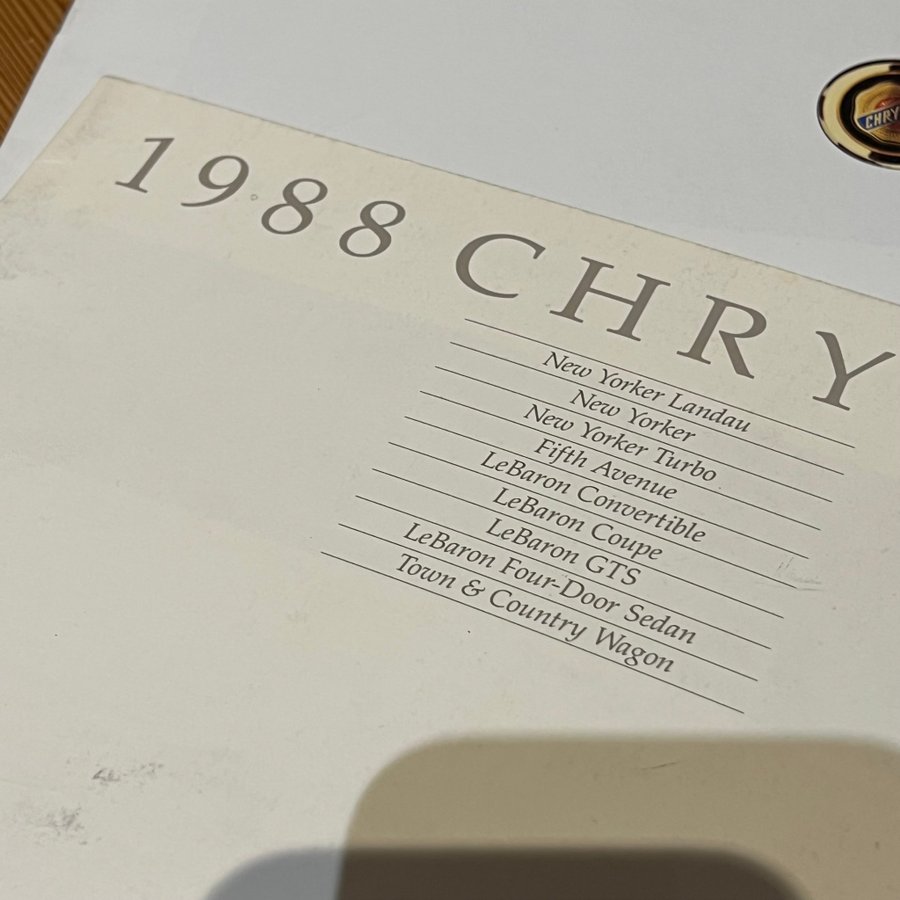 CHRY
1988 CHRY
New Yorker Landau
New Yorker
New Yorker Turbo
Fifth Avenue
LeBaron Convertible
LeBaron Coupe
LeBaron GTS
LeBaron Four-Door Sedan
Town & Country Wagon